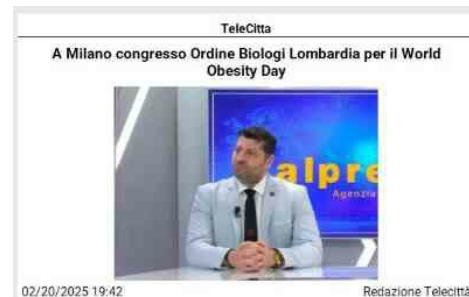 TeleCitta
A Milano congresso Ordine Biologi Lombardia per il World
Obesity Day
alpre
Agenzia
02/20/2025 19:42
Redazione Telecittà